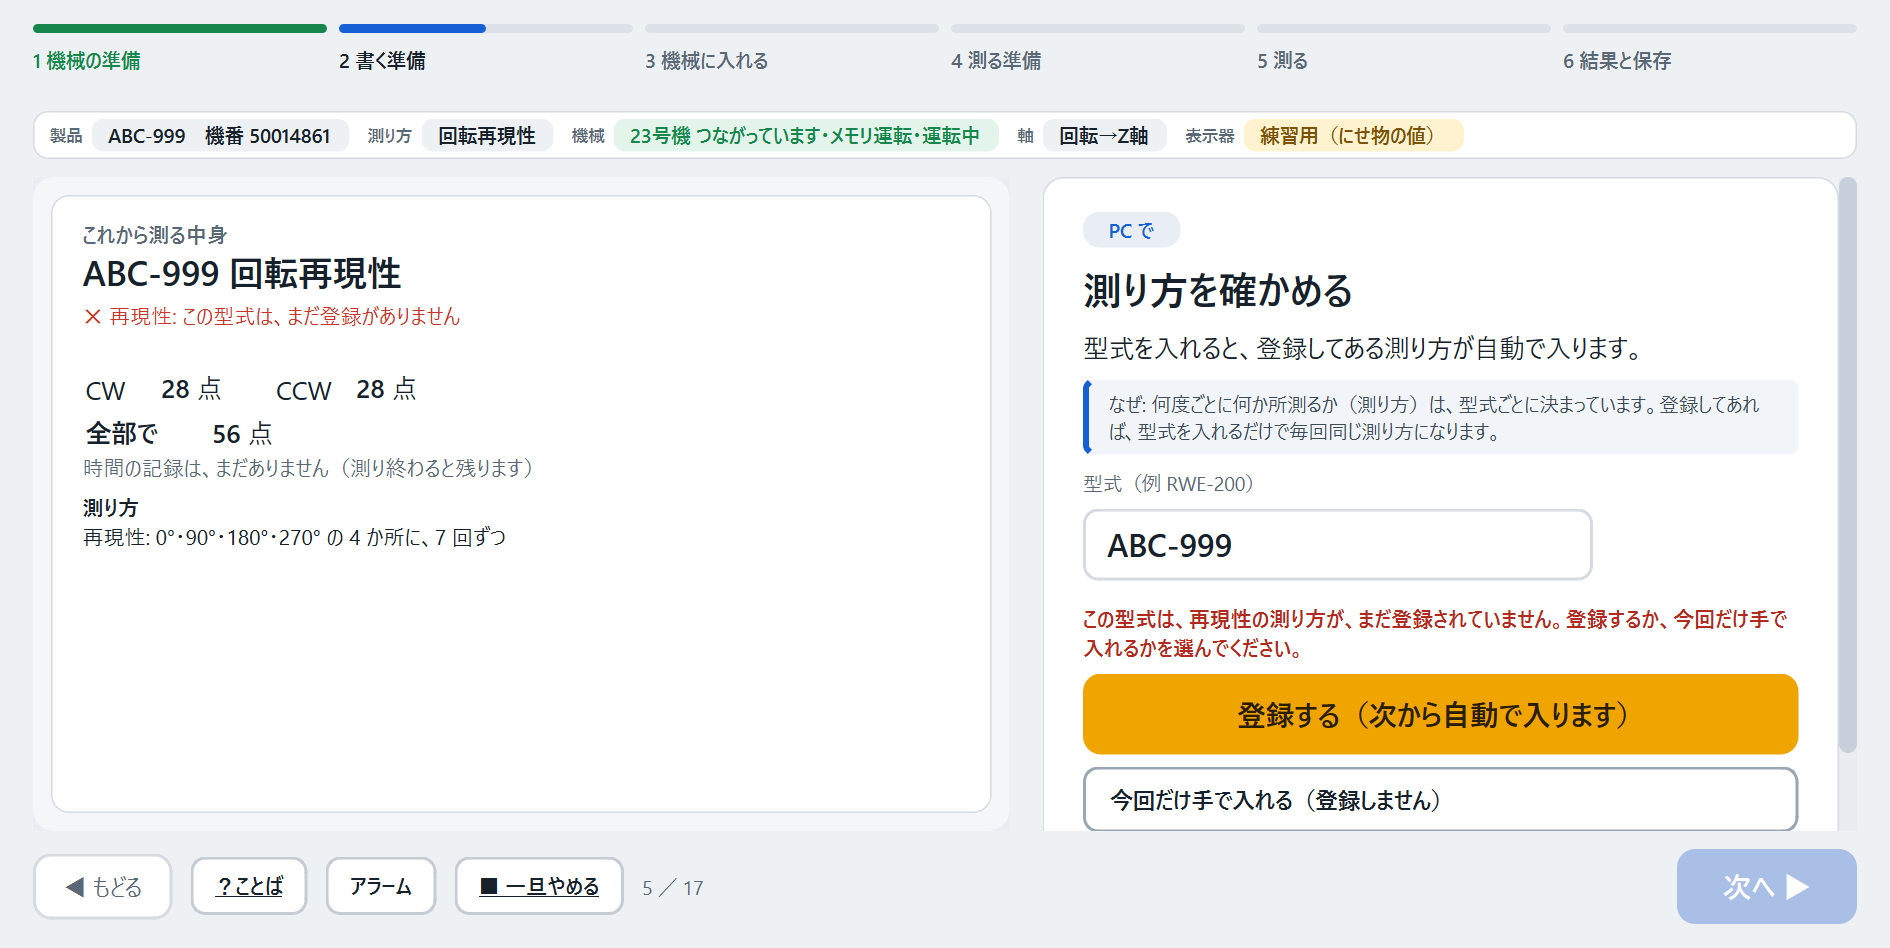 1 機械の準備
2 書く準備
3 機械に入れる
4 測る準備
5 測る
6 結果と保存
製品 ABC-999 機番 50014861 測り方 回転再現性 機械 23号機 つながっています・メモリ運転・運転中 軸 回転→Z軸 表示器 練習用（にせ物の値）
これから測る中身
ABC-999 回転再現性
× 再現性: この型式は、まだ登録がありません
CW 28 点 CCW 28 点
全部で 56 点
時間の記録は、まだありません（測り終わると残ります）
測り方
再現性: 0°・90°・180°・270° の 4 か所に、7 回ずつ
PC で
測り方を確かめる
型式を入れると、登録してある測り方が自動で入ります。
なぜ: 何度ごとに何か所測るか（測り方）は、型式ごとに決まっています。登録してあれ
ば、型式を入れるだけで毎回同じ測り方になります。
型式（例 RWE-200）
ABC-999
この型式は、再現性の測り方が、まだ登録されていません。登録するか、今回だけ手で
入れるかを選んでください。
登録する（次から自動で入ります）
今回だけ手で入れる（登録しません）
◀ もどる
？ことば
アラーム
■ 一旦やめる
5 ／ 17
次へ ▶